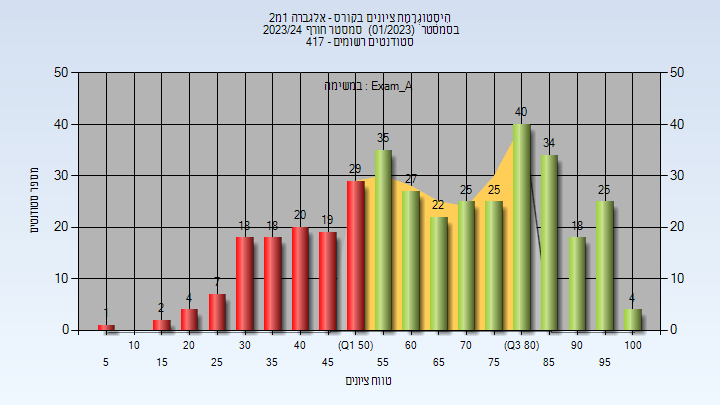 היסטוגרמת ציונים בקורס - אלגברה 1מ2
בסמסטר (01/2023) סמסטר חורף 2023/24
סטודנטים רשומים - 417
במשימה : Exam_A
50 50
40 40
30 30
20 20
10 10
0 0
1 2 4 7 18 18 20 19 29 35 27 22 25 25 40 34 18 25 4
מספר סטודנטים
10 20 30 40 (Q1 50) 60 70 (Q3 80) 90 100
5 15 25 35 45 55 65 75 85 95
טווח ציונים